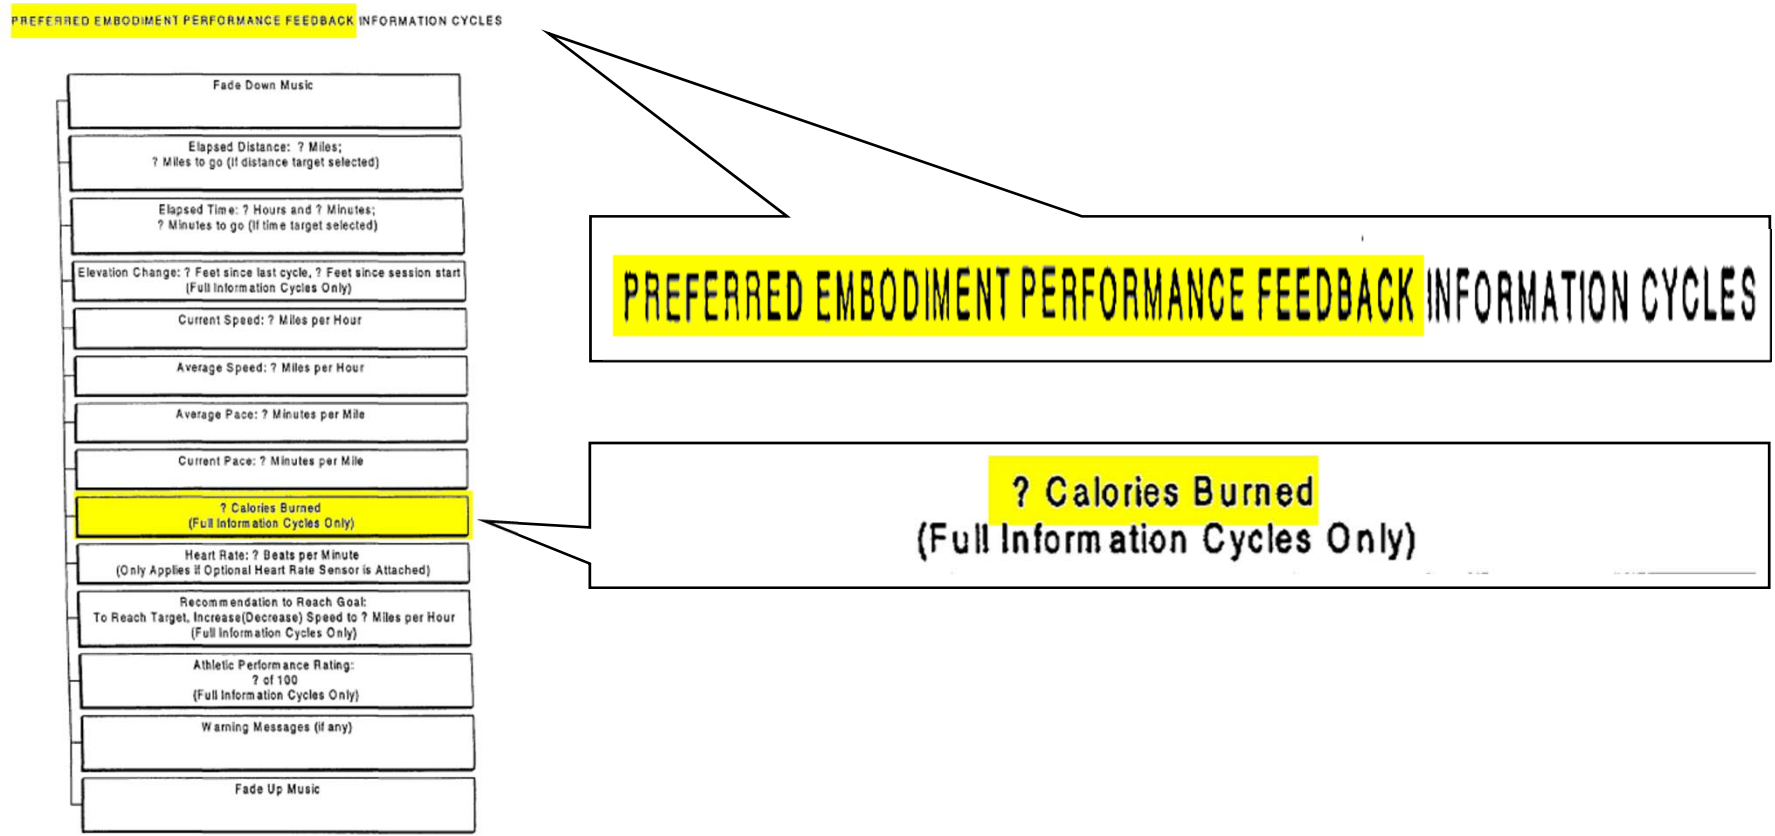 PREFERRED EMBODIMENT PERFORMANCE FEEDBACK INFORMATION CYCLES
Fade Down Music
Elapsed Distance: ? Miles;
? Miles to go (If distance target selected)
Elapsed Time: ? Hours and ? Minutes;
? Minutes to go (If time target selected)
Elevation Change: ? Feet since last cycle, ? Feet since session start
(Full Information Cycles Only)
Current Speed: ? Miles per Hour
Average Speed: ? Miles per Hour
Average Pace: ? Minutes per Mile
Current Pace: ? Minutes per Mile
? Calories Burned
(Full Information Cycles Only)
Heart Rate: ? Beats per Minute
(Only Applies if Optional Heart Rate Sensor is Attached)
Recommendation to Reach Goal:
To Reach Target, Increase(Decrease) Speed to ? Miles per Hour
(Full Information Cycles Only)
Athletic Performance Rating:
? of 100
(Full Information Cycles Only)
Warning Messages (if any)
Fade Up Music
PREFERRED EMBODIMENT PERFORMANCE FEEDBACK INFORMATION CYCLES
? Calories Burned
(Full Information Cycles Only)